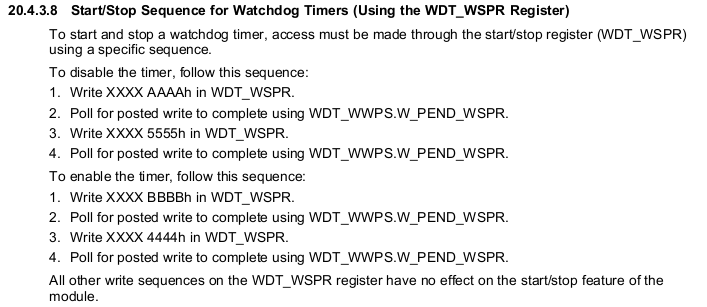 20.4.3.8 Start/Stop Sequence for Watchdog Timers (Using the WDT_WSPR Register)
To start and stop a watchdog timer, access must be made through the start/stop register (WDT_WSPR)
using a specific sequence.
To disable the timer, follow this sequence:
1. Write XXXX AAAAh in WDT_WSPR.
2. Poll for posted write to complete using WDT_WWPS.W_PEND_WSPR.
3. Write XXXX 5555h in WDT_WSPR.
4. Poll for posted write to complete using WDT_WWPS.W_PEND_WSPR.
To enable the timer, follow this sequence:
1. Write XXXX BBBBh in WDT_WSPR.
2. Poll for posted write to complete using WDT_WWPS.W_PEND_WSPR.
3. Write XXXX 4444h in WDT_WSPR.
4. Poll for posted write to complete using WDT_WWPS.W_PEND_WSPR.
All other write sequences on the WDT_WSPR register have no effect on the start/stop feature of the
module.